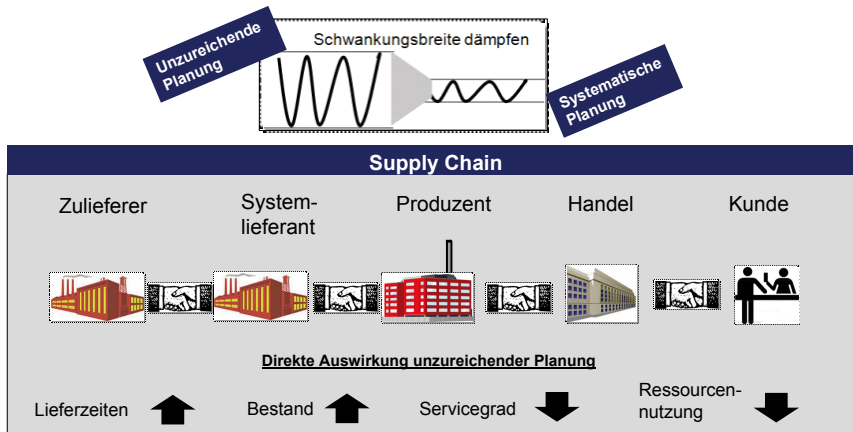 Unzureichende
Planung
Schwankungsbreite dämpfen
Systematische
Planung
Supply Chain
Zulieferer
System-
lieferant
Produzent
Handel
Kunde
Direkte Auswirkung unzureichender Planung
Lieferzeiten
Bestand
Servicegrad
Ressourcen-
nutzung